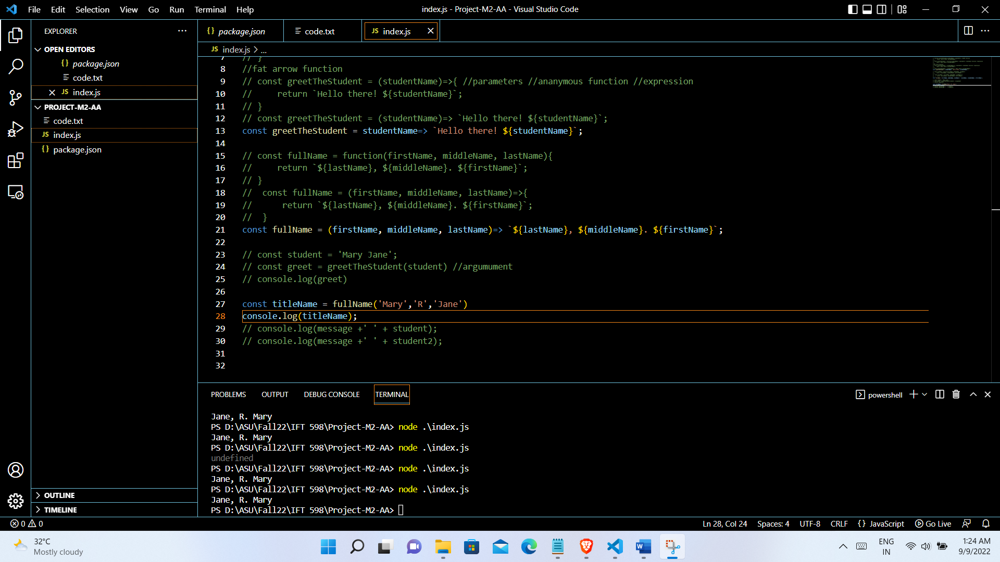 File Edit Selection View Go Run Terminal Help
index.js - Project-M2-AA - Visual Studio Code
EXPLORER
OPEN EDITORS
{} package.json
code.txt
JS index.js
PROJECT-M2-AA
code.txt
JS index.js
{} package.json
OUTLINE
TIMELINE
{} package.json
code.txt
JS index.js
JS index.js > ...
7 // }
8 //fat arrow function
9 // const greetTheStudent = (studentName)=>{ //parameters //ananymous function //expression
10 //     return `Hello there! ${studentName}`;
11 // }
12 // const greetTheStudent = (studentName)=> `Hello there! ${studentName}`;
13 const greetTheStudent = studentName=> `Hello there! ${studentName}`;
14
15 // const fullName = function(firstName, middleName, lastName){
16 //     return `${lastName}, ${middleName}. ${firstName}`;
17 // }
18 //  const fullName = (firstName, middleName, lastName)=>{
19 //      return `${lastName}, ${middleName}. ${firstName}`;
20 //  }
21 const fullName = (firstName, middleName, lastName)=> `${lastName}, ${middleName}. ${firstName}`;
22
23 // const student = 'Mary Jane';
24 // const greet = greetTheStudent(student) //argumument
25 // console.log(greet)
26
27 const titleName = fullName('Mary','R','Jane')
28 console.log(titleName);
29 // console.log(message +' ' + student);
30 // console.log(message +' ' + student2);
31
32
PROBLEMS OUTPUT DEBUG CONSOLE TERMINAL
powershell
Jane, R. Mary
PS D:\ASU\Fall22\IFT 598\Project-M2-AA> node .\index.js
Jane, R. Mary
PS D:\ASU\Fall22\IFT 598\Project-M2-AA> node .\index.js
undefined
PS D:\ASU\Fall22\IFT 598\Project-M2-AA> node .\index.js
Jane, R. Mary
PS D:\ASU\Fall22\IFT 598\Project-M2-AA> node .\index.js
Jane, R. Mary
PS D:\ASU\Fall22\IFT 598\Project-M2-AA>
0 0
Ln 28, Col 24 Spaces: 4 UTF-8 CRLF {} JavaScript Go Live
32°C
Mostly cloudy
ENG
IN
1:24 AM
9/9/2022